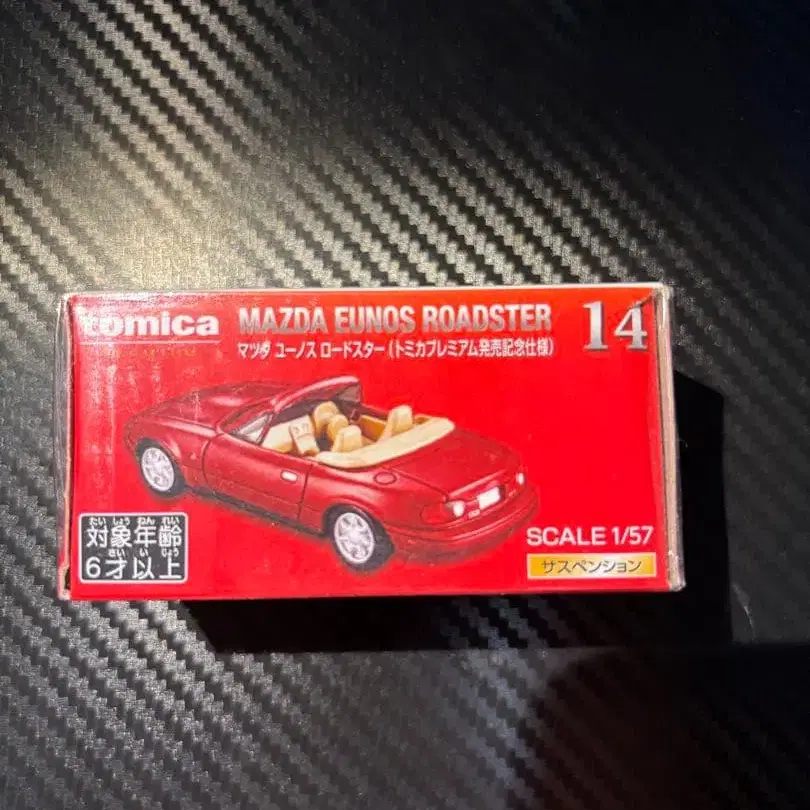 tomica
MAZDA EUNOS ROADSTER
14
マツダ ユーノス ロードスター(トミカプレミアム発売記念仕様)
たいしょうねんれい
対象年齢
さいいじょう
6才以上
SCALE 1/57
サスペンション